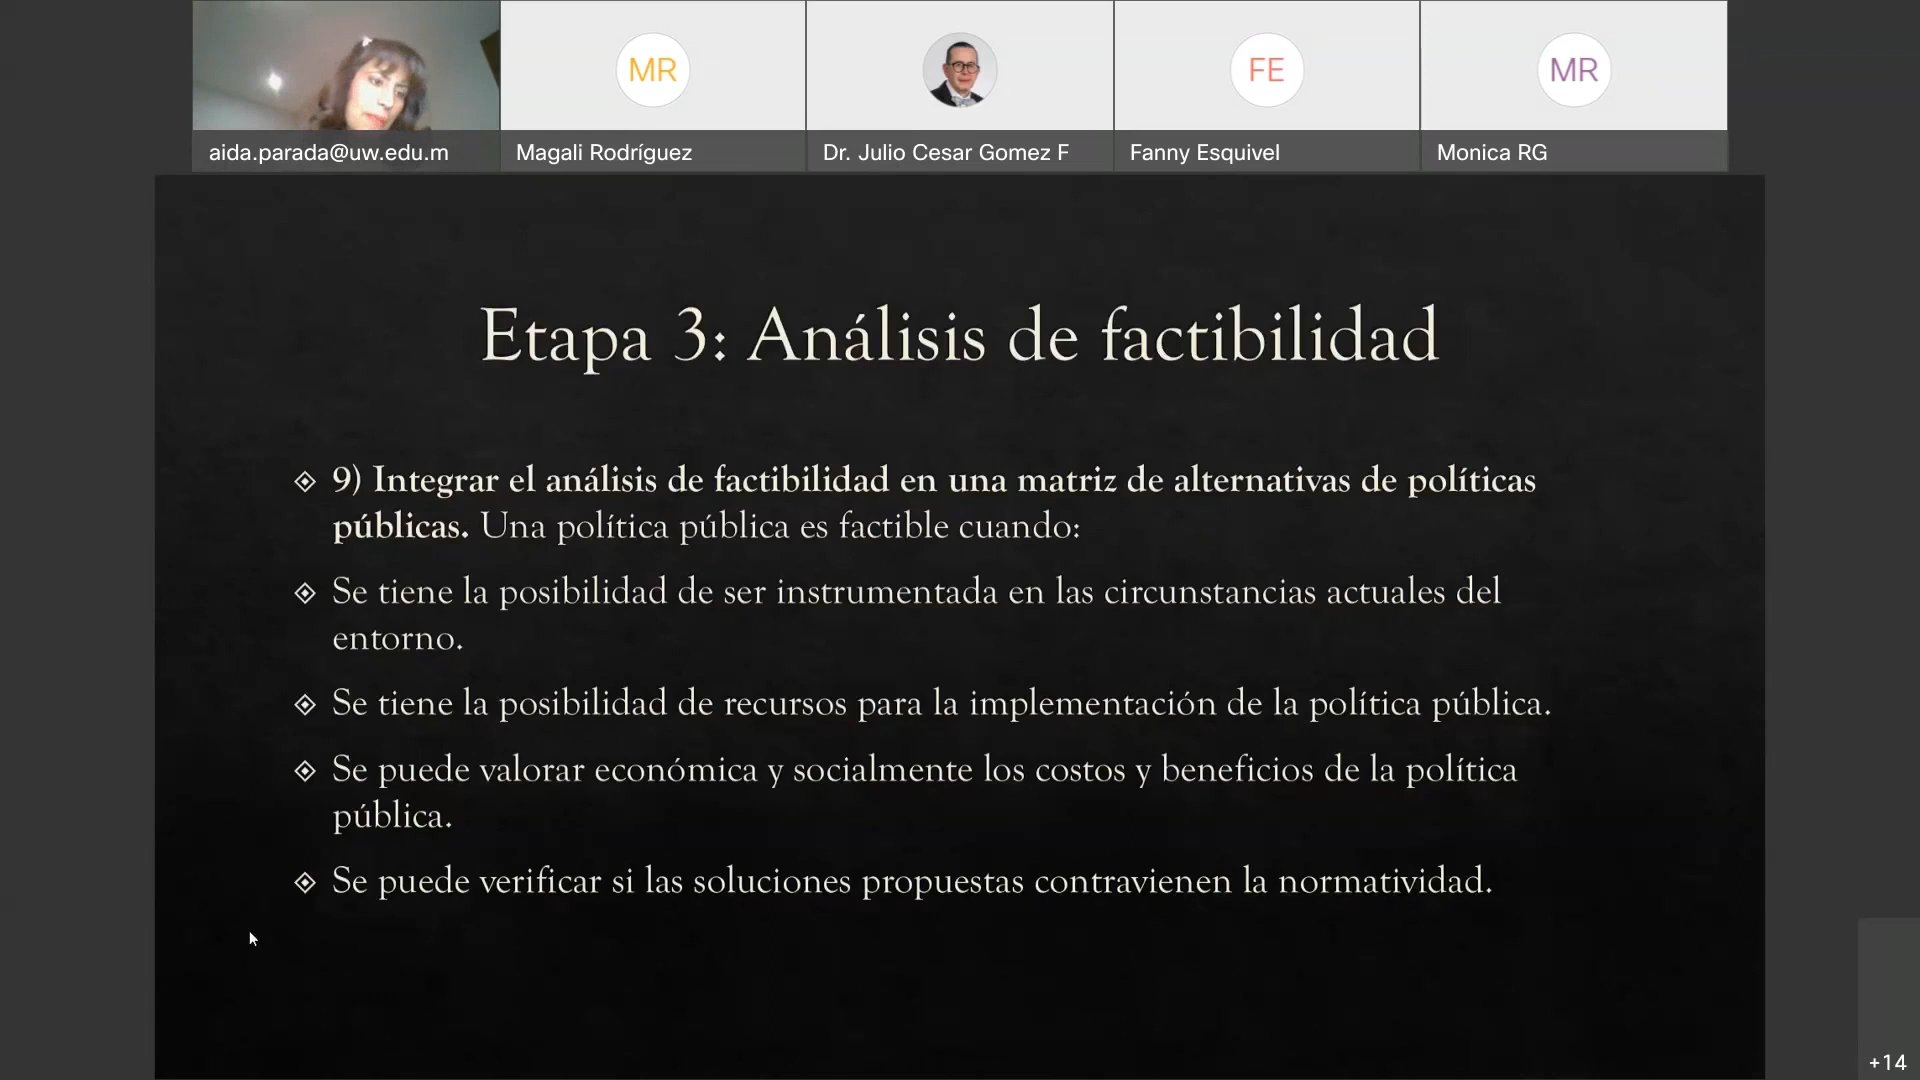 MR
FE
MR
aida.parada@uw.edu.m
Magali Rodríguez
Dr. Julio Cesar Gomez F
Fanny Esquivel
Monica RG
Etapa 3: Análisis de factibilidad
9) Integrar el análisis de factibilidad en una matriz de alternativas de políticas
públicas. Una política pública es factible cuando:
Se tiene la posibilidad de ser instrumentada en las circunstancias actuales del
entorno.
Se tiene la posibilidad de recursos para la implementación de la política pública.
Se puede valorar económica y socialmente los costos y beneficios de la política
pública.
Se puede verificar si las soluciones propuestas contravienen la normatividad.
+14